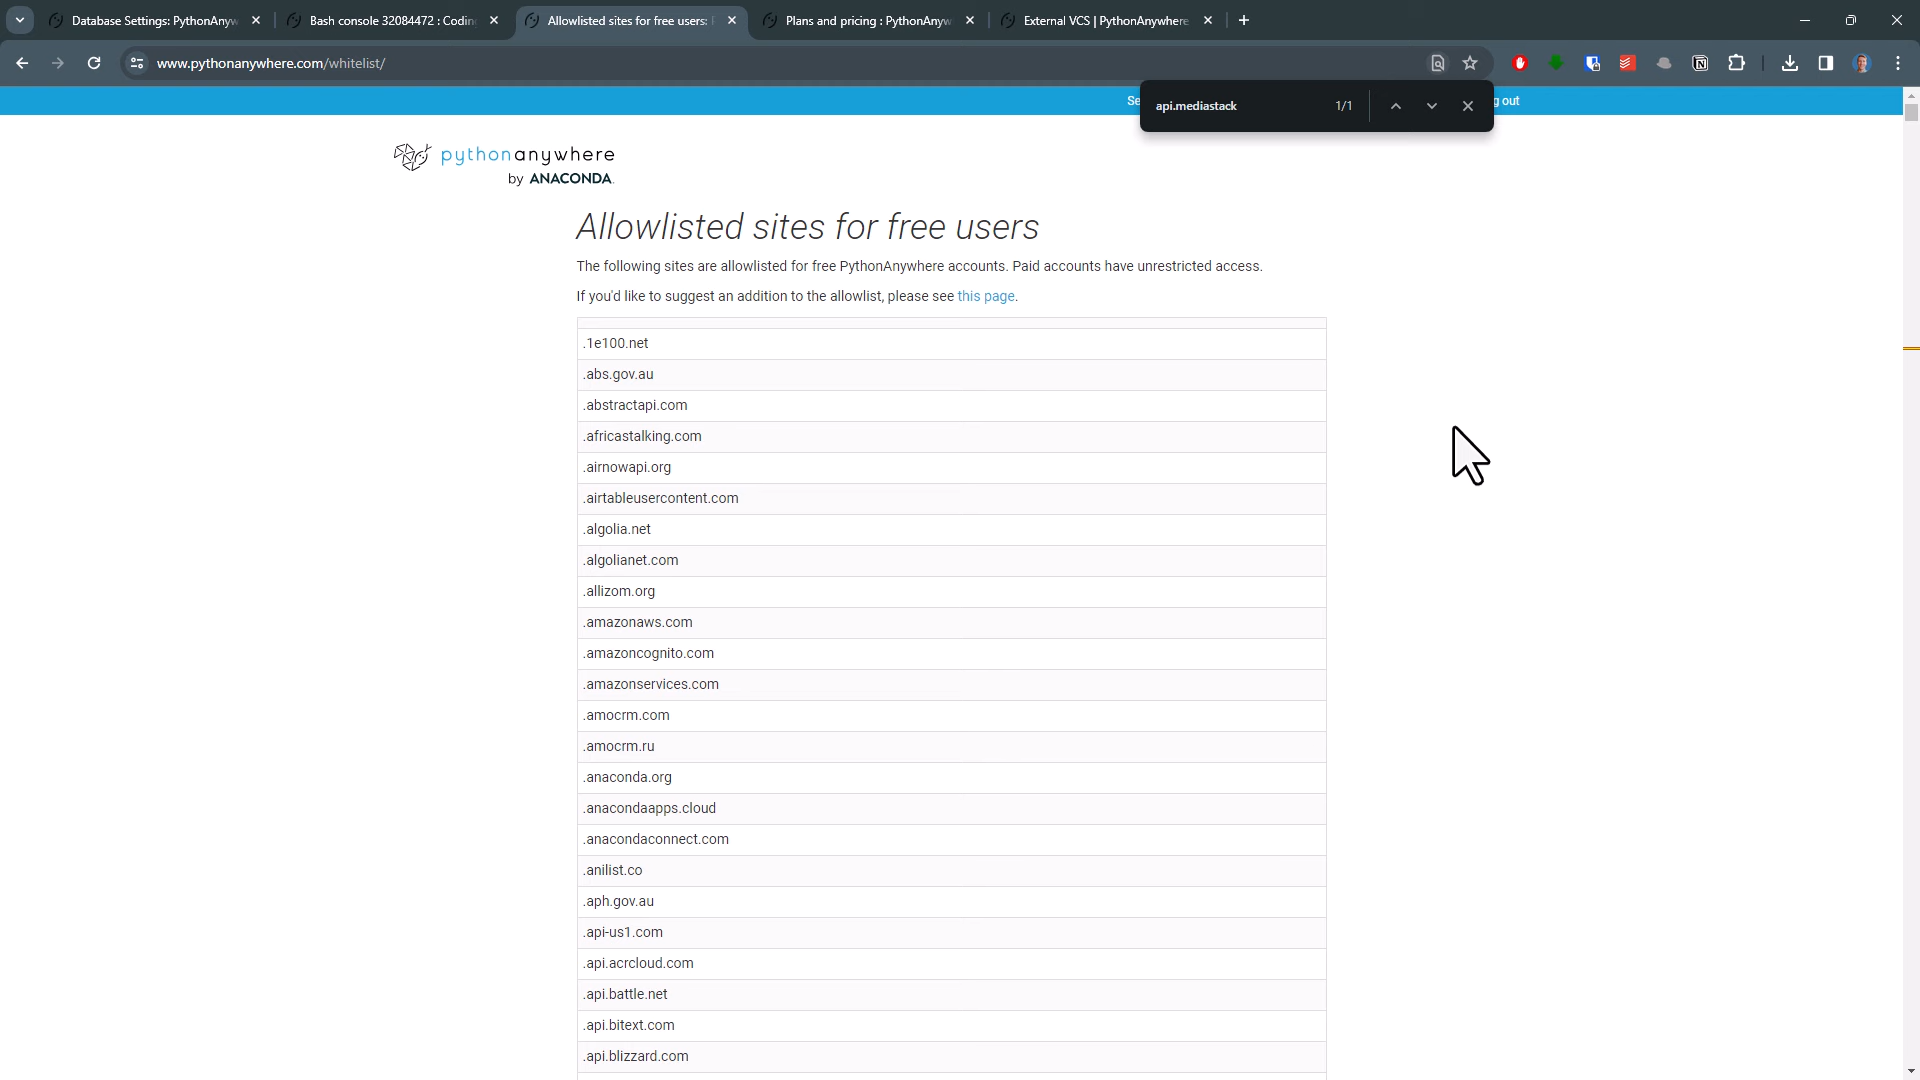 Database Settings: PythonAnyw
Bash console 32084472 : Codin
Allowlisted sites for free users:
Plans and pricing : PythonAnyw
External VCS | PythonAnywhere
www.pythonanywhere.com/whitelist/
Se
api.mediastack
1/1
g out
pythonanywhere
by ANACONDA.
Allowlisted sites for free users
The following sites are allowlisted for free PythonAnywhere accounts. Paid accounts have unrestricted access.
If you'd like to suggest an addition to the allowlist, please see this page.
.1e100.net
.abs.gov.au
.abstractapi.com
.africastalking.com
.airnowapi.org
.airtableusercontent.com
.algolia.net
.algolianet.com
.allizom.org
.amazonaws.com
.amazoncognito.com
.amazonservices.com
.amocrm.com
.amocrm.ru
.anaconda.org
.anacondaapps.cloud
.anacondaconnect.com
.anilist.co
.aph.gov.au
.api-us1.com
.api.acrcloud.com
.api.battle.net
.api.bitext.com
.api.blizzard.com